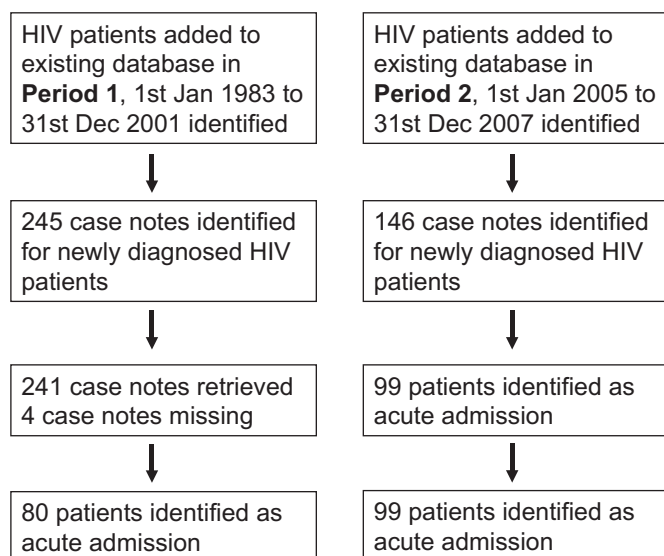 HIV patients added to
existing database in
Period 1, 1st Jan 1983 to
31st Dec 2001 identified
245 case notes identified
for newly diagnosed HIV
patients
241 case notes retrieved
4 case notes missing
80 patients identified as
acute admission
HIV patients added to
existing database in
Period 2, 1st Jan 2005 to
31st Dec 2007 identified
146 case notes identified
for newly diagnosed HIV
patients
99 patients identified as
acute admission
99 patients identified as
acute admission